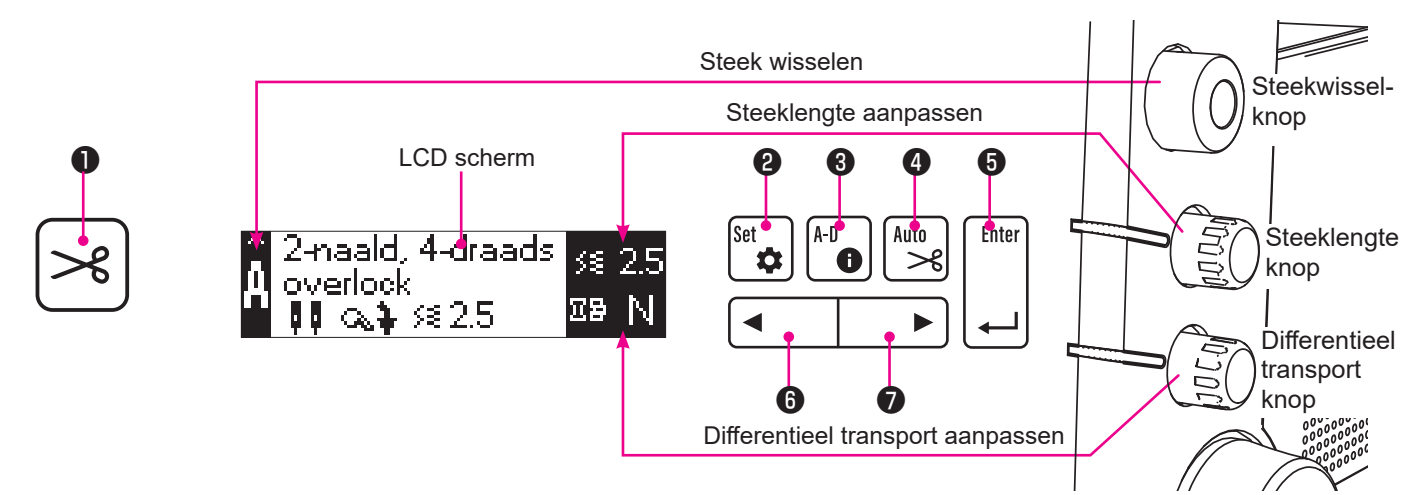 Steek wisselen
Steeklengte aanpassen
Steekwissel-
knop
LCD scherm
❶
❷
❸
❹
❺
2-naald, 4-draads
overlock
2.5
A
2.5
N
Set
A-D
Auto
Enter
Steeklengte
knop
Differentieel
transport
knop
❻
❼
Differentieel transport aanpassen